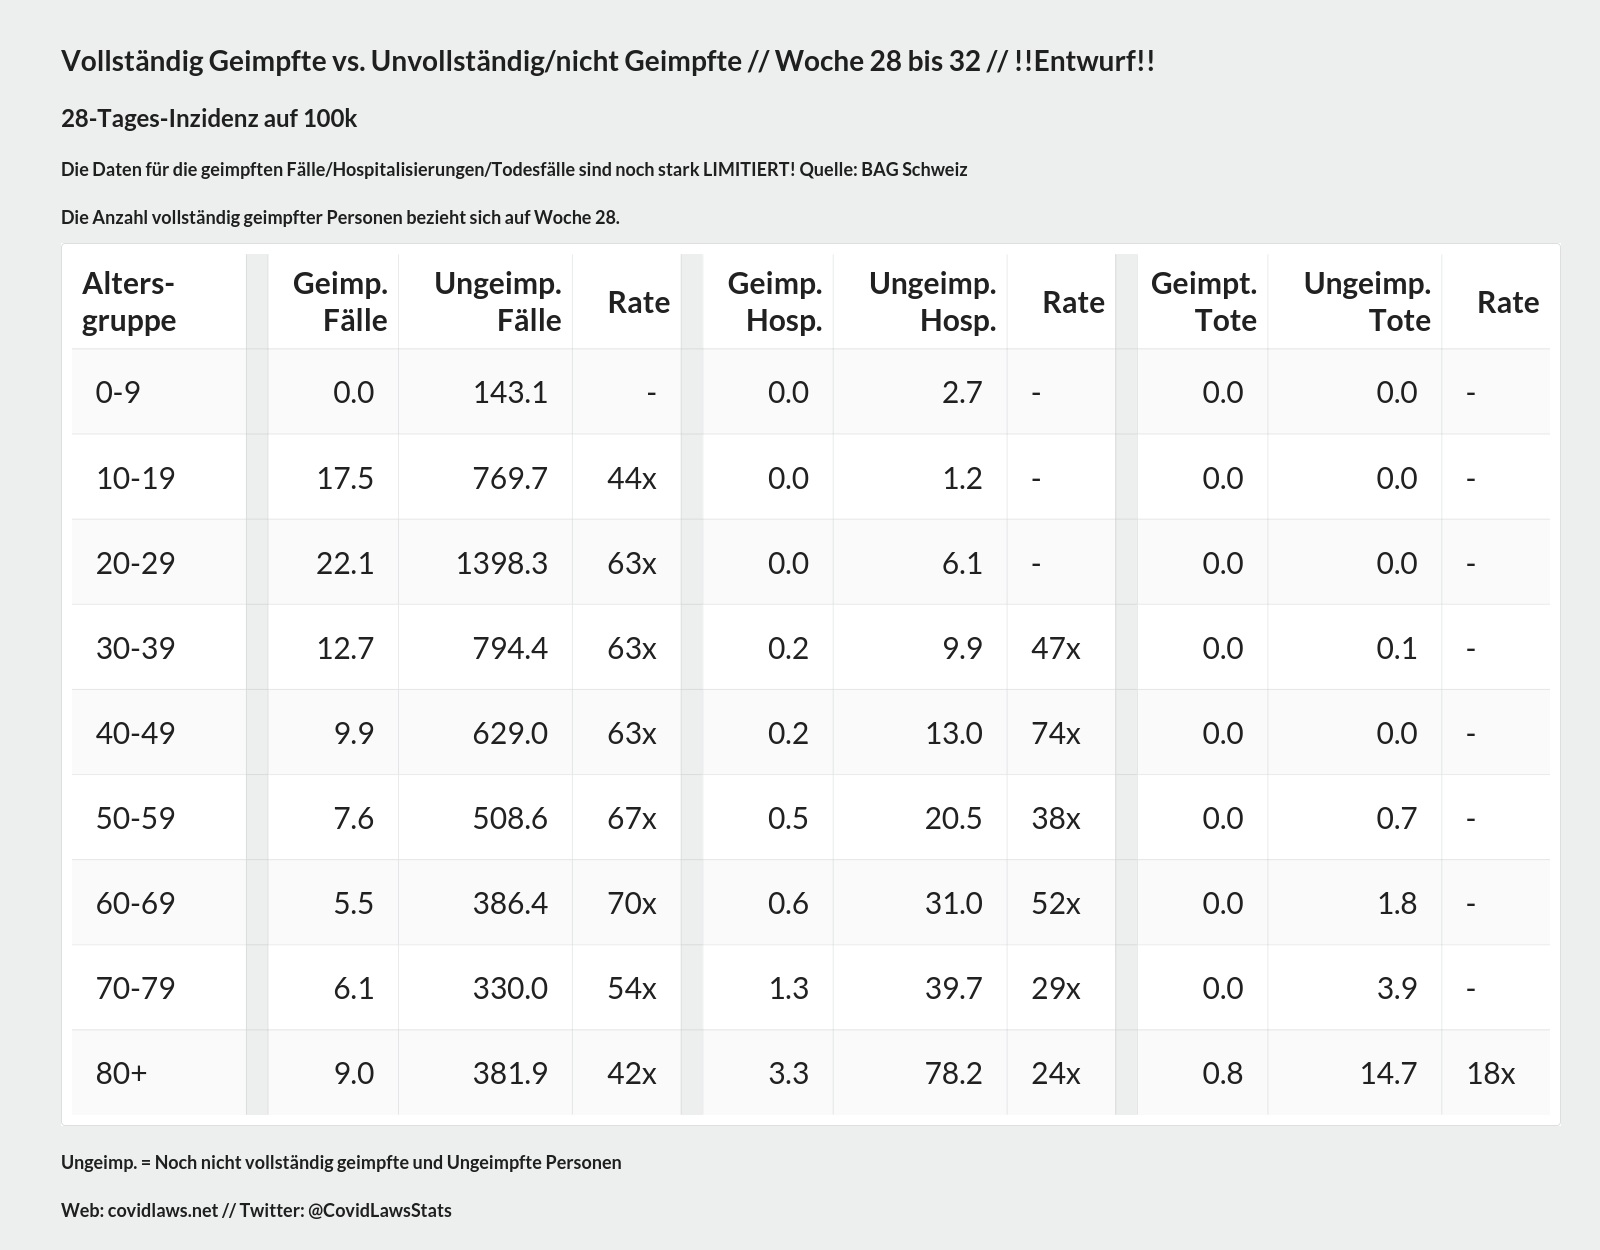 Vollständig Geimpfte vs. Unvollständig/nicht Geimpfte // Woche 28 bis 32 // !!Entwurf!!
28-Tages-Inzidenz auf 100k
Die Daten für die geimpften Fälle/Hospitalisierungen/Todesfälle sind noch stark LIMITIERT! Quelle: BAG Schweiz
Die Anzahl vollständig geimpfter Personen bezieht sich auf Woche 28.
Alters-gruppe Geimp. Fälle Ungeimp. Fälle Rate Geimp. Hosp. Ungeimp. Hosp. Rate Geimpt. Tote Ungeimp. Tote Rate
0-9 0.0 143.1 - 0.0 2.7 - 0.0 0.0 -
10-19 17.5 769.7 44x 0.0 1.2 - 0.0 0.0 -
20-29 22.1 1398.3 63x 0.0 6.1 - 0.0 0.0 -
30-39 12.7 794.4 63x 0.2 9.9 47x 0.0 0.1 -
40-49 9.9 629.0 63x 0.2 13.0 74x 0.0 0.0 -
50-59 7.6 508.6 67x 0.5 20.5 38x 0.0 0.7 -
60-69 5.5 386.4 70x 0.6 31.0 52x 0.0 1.8 -
70-79 6.1 330.0 54x 1.3 39.7 29x 0.0 3.9 -
80+ 9.0 381.9 42x 3.3 78.2 24x 0.8 14.7 18x
Ungeimp. = Noch nicht vollständig geimpfte und Ungeimpfte Personen
Web: covidlaws.net // Twitter: @CovidLawsStats